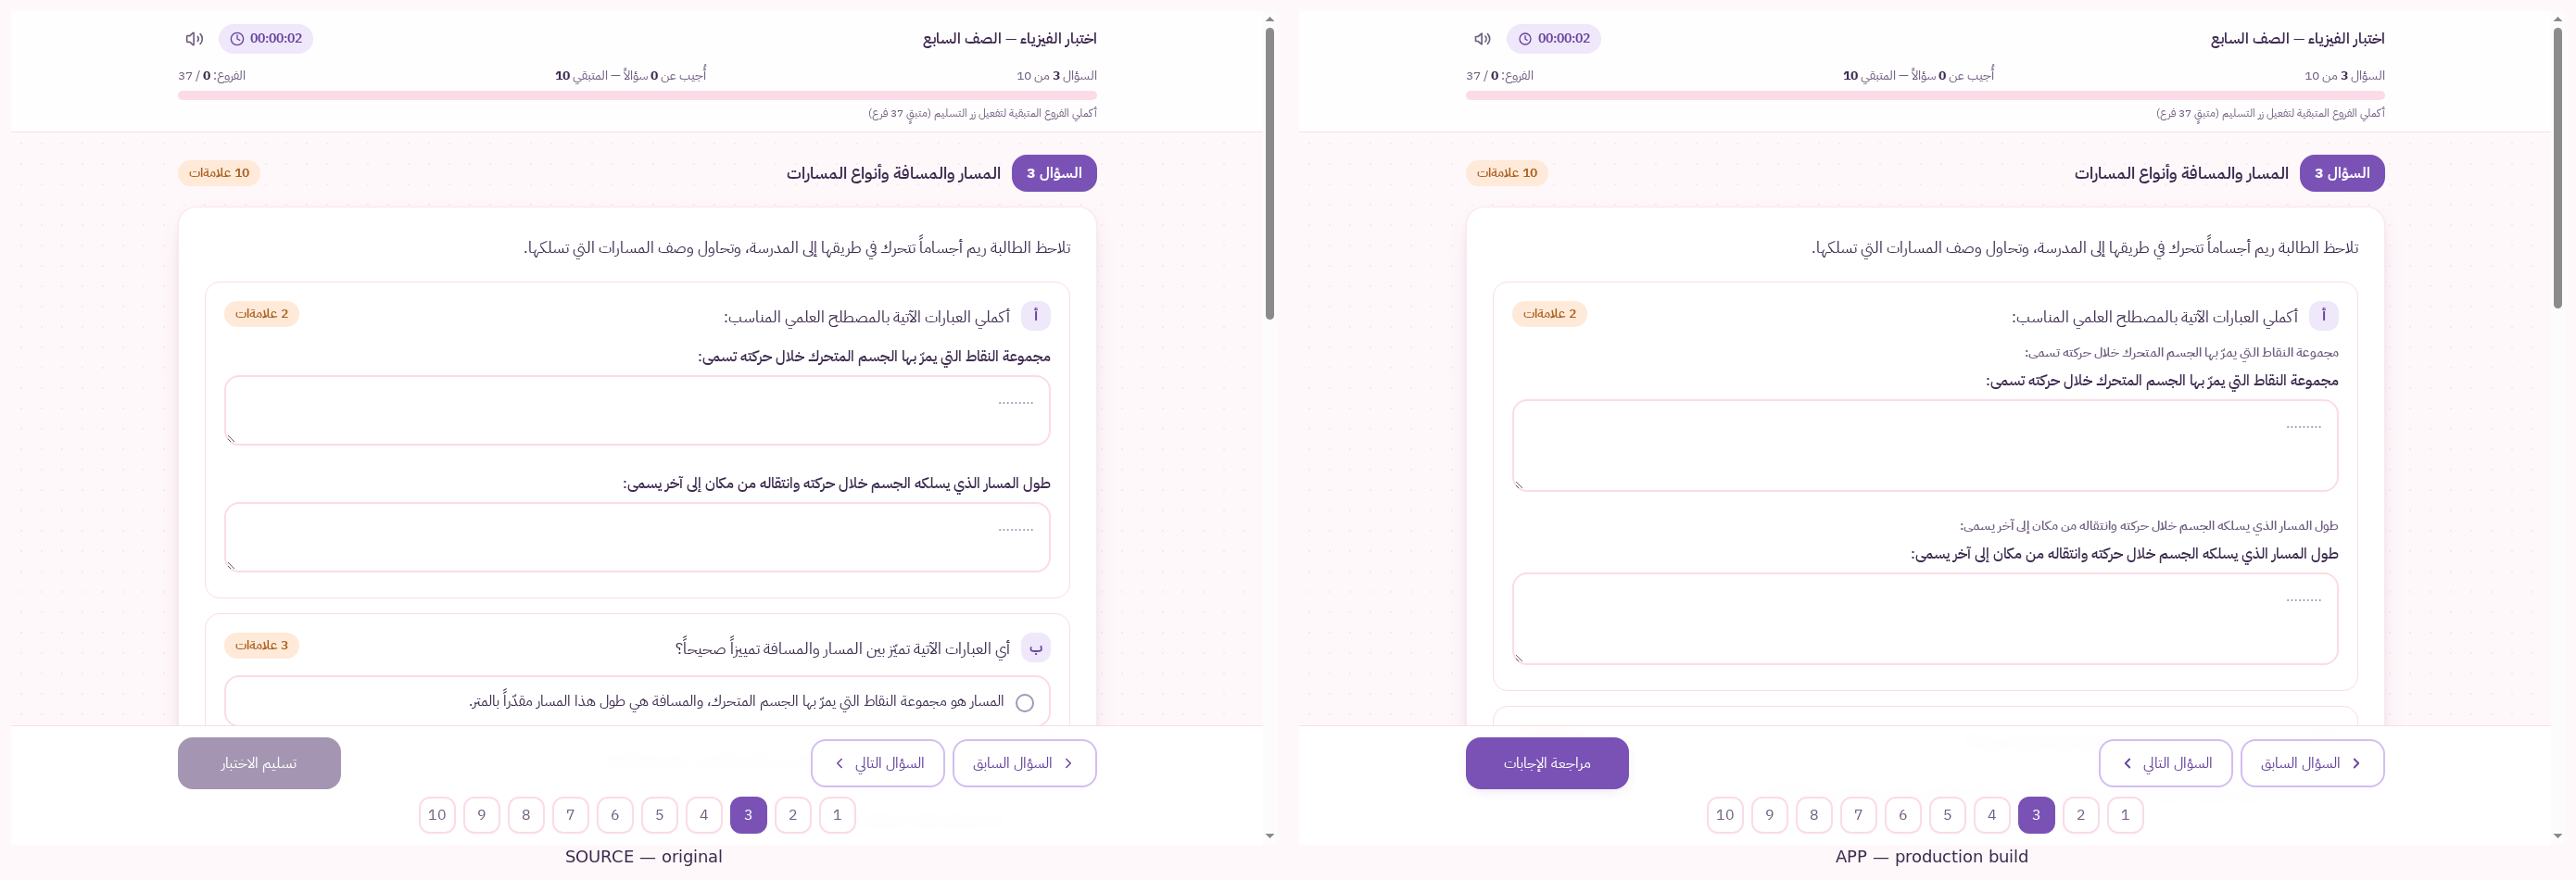 اختبار الفيزياء — الصف السابع
00:00:02
السؤال 3 من 10
أُجيب عن 0 سؤالاً — المتبقي 10
الفروع: 0 / 37
أكملي الفروع المتبقية لتفعيل زر التسليم (متبقٍ 37 فرع)
السؤال 3
المسار والمسافة وأنواع المسارات
10 علامةات
تلاحظ الطالبة ريم أجساماً تتحرك في طريقها إلى المدرسة، وتحاول وصف المسارات التي تسلكها.
أ
أكملي العبارات الآتية بالمصطلح العلمي المناسب:
2 علامةات
مجموعة النقاط التي يمرّ بها الجسم المتحرك خلال حركته تسمى:
.........
طول المسار الذي يسلكه الجسم خلال حركته وانتقاله من مكان إلى آخر يسمى:
.........
ب
أي العبارات الآتية تميّز بين المسار والمسافة تمييزاً صحيحاً؟
3 علامةات
المسار هو مجموعة النقاط التي يمرّ بها الجسم المتحرك، والمسافة هي طول هذا المسار مقدّراً بالمتر.
السؤال السابق
السؤال التالي
تسليم الاختبار
1 2 3 4 5 6 7 8 9 10
SOURCE — original
اختبار الفيزياء — الصف السابع
00:00:02
السؤال 3 من 10
أُجيب عن 0 سؤالاً — المتبقي 10
الفروع: 0 / 37
أكملي الفروع المتبقية لتفعيل زر التسليم (متبقٍ 37 فرع)
السؤال 3
المسار والمسافة وأنواع المسارات
10 علامةات
تلاحظ الطالبة ريم أجساماً تتحرك في طريقها إلى المدرسة، وتحاول وصف المسارات التي تسلكها.
أ
أكملي العبارات الآتية بالمصطلح العلمي المناسب:
2 علامةات
مجموعة النقاط التي يمرّ بها الجسم المتحرك خلال حركته تسمى:
مجموعة النقاط التي يمرّ بها الجسم المتحرك خلال حركته تسمى:
.........
طول المسار الذي يسلكه الجسم خلال حركته وانتقاله من مكان إلى آخر يسمى:
طول المسار الذي يسلكه الجسم خلال حركته وانتقاله من مكان إلى آخر يسمى:
.........
السؤال السابق
السؤال التالي
مراجعة الإجابات
1 2 3 4 5 6 7 8 9 10
APP — production build